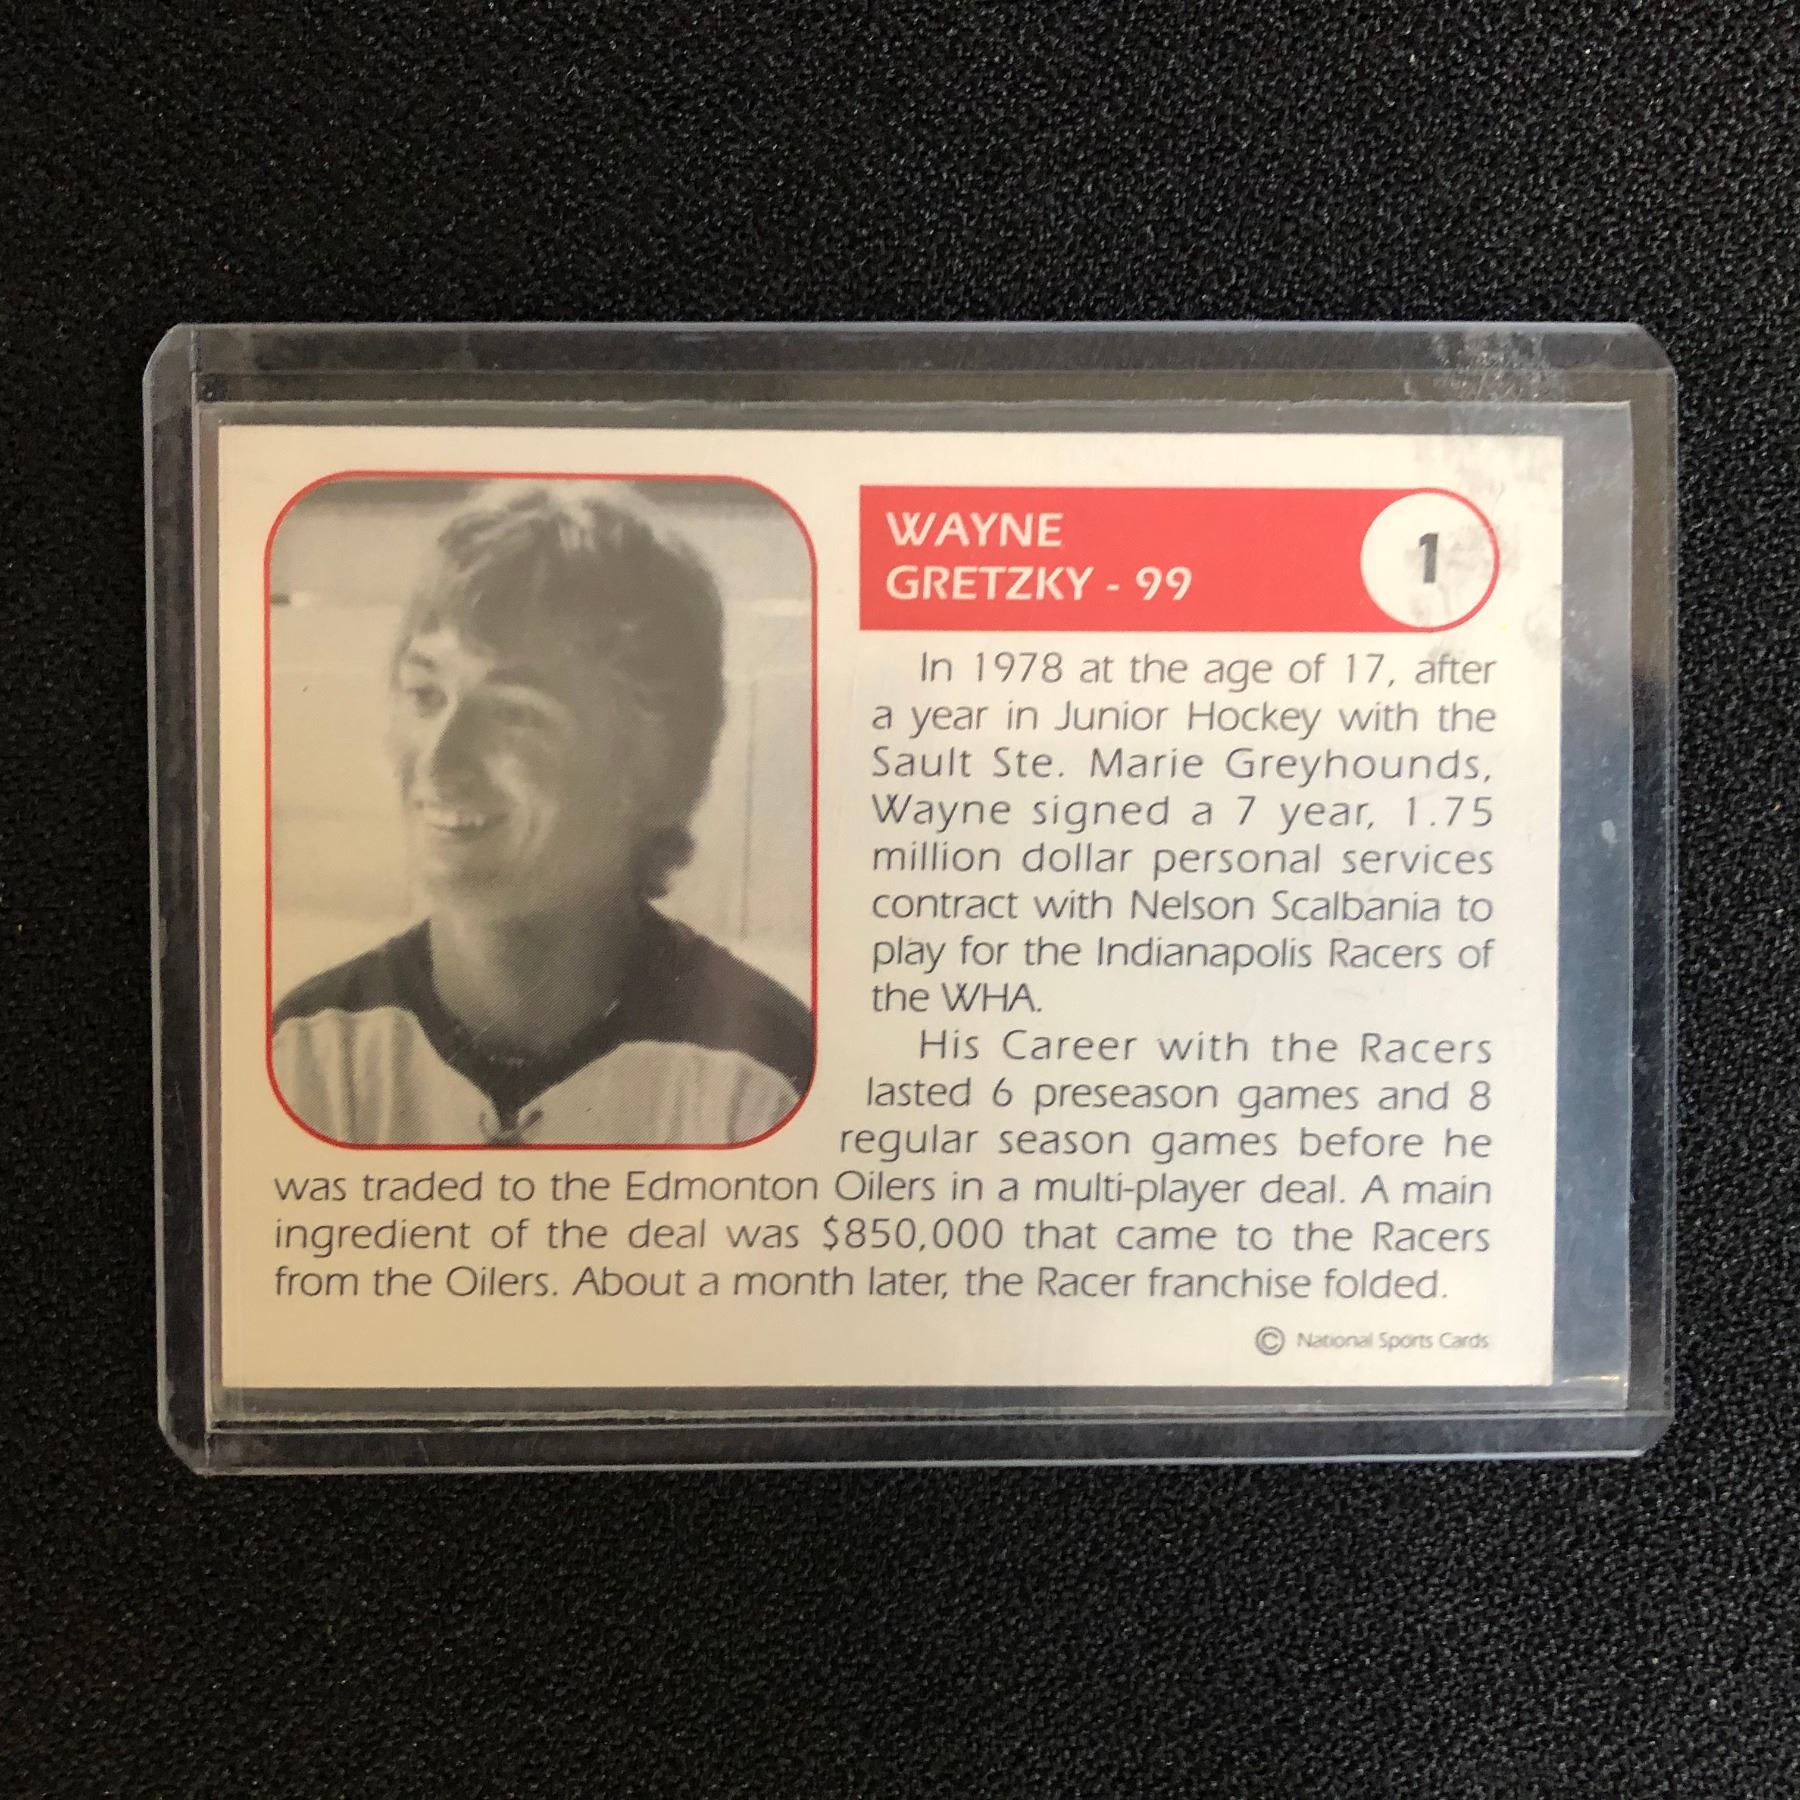 WAYNE
GRETZKY - 99
1
In 1978 at the age of 17, after
a year in Junior Hockey with the
Sault Ste. Marie Greyhounds,
Wayne signed a 7 year, 1.75
million dollar personal services
contract with Nelson Scalbania to
play for the Indianapolis Racers of
the WHA.
His Career with the Racers
lasted 6 preseason games and 8
regular season games before he
was traded to the Edmonton Oilers in a multi-player deal. A main
ingredient of the deal was $850,000 that came to the Racers
from the Oilers. About a month later, the Racer franchise folded.
© National Sports Cards